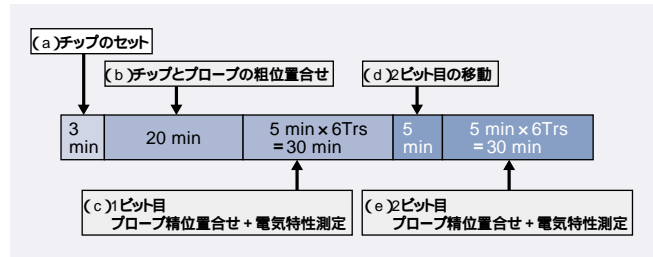 (a)チップのセット
(b)チップとプローブの粗位置合せ
(d)2ビット目の移動
3
min
20 min
5 min×6Trs
=30 min
5
min
5 min×6Trs
=30 min
(c)1ビット目
プローブ精位置合せ+電気特性測定
(e)2ビット目
プローブ精位置合せ+電気特性測定